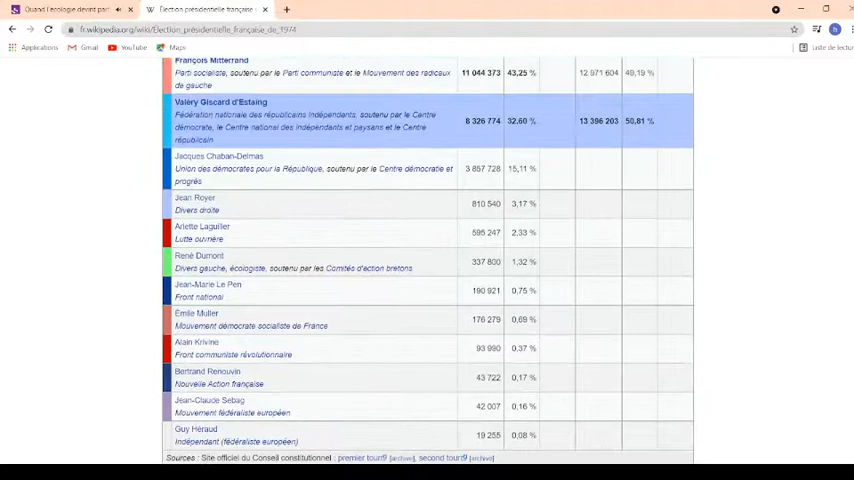 Quand l'écologie devint part
Élection présidentielle française
fr.wikipedia.org/wiki/Élection_présidentielle_française_de_1974
h
Applications Gmail YouTube Maps Liste de lectur
François Mitterrand
Parti socialiste, soutenu par le Parti communiste et le Mouvement des radicaux de gauche 11 044 373 43,25 % 12 971 604 49,19 %
Valéry Giscard d'Estaing
Fédération nationale des républicains indépendants, soutenu par le Centre
démocrate, le Centre national des indépendants et paysans et le Centre
républicain
8 326 774 32,60 % 13 396 203 50,81 %
Jacques Chaban-Delmas
Union des démocrates pour la République, soutenu par le Centre démocratie et
progrès
3 857 728 15,11 %
Jean Royer
Divers droite
810 540 3,17 %
Arlette Laguiller
Lutte ouvrière
595 247 2,33 %
René Dumont
Divers gauche, écologiste, soutenu par les Comités d'action bretons
337 800 1,32 %
Jean-Marie Le Pen
Front national
190 921 0,75 %
Émile Muller
Mouvement démocrate socialiste de France
176 279 0,69 %
Alain Krivine
Front communiste révolutionnaire
93 990 0,37 %
Bertrand Renouvin
Nouvelle Action française
43 722 0,17 %
Jean-Claude Sebag
Mouvement fédéraliste européen
42 007 0,16 %
Guy Héraud
Indépendant (fédéraliste européen)
19 255 0,08 %
Sources : Site officiel du Conseil constitutionnel : premier tour [archive], second tour [archive]